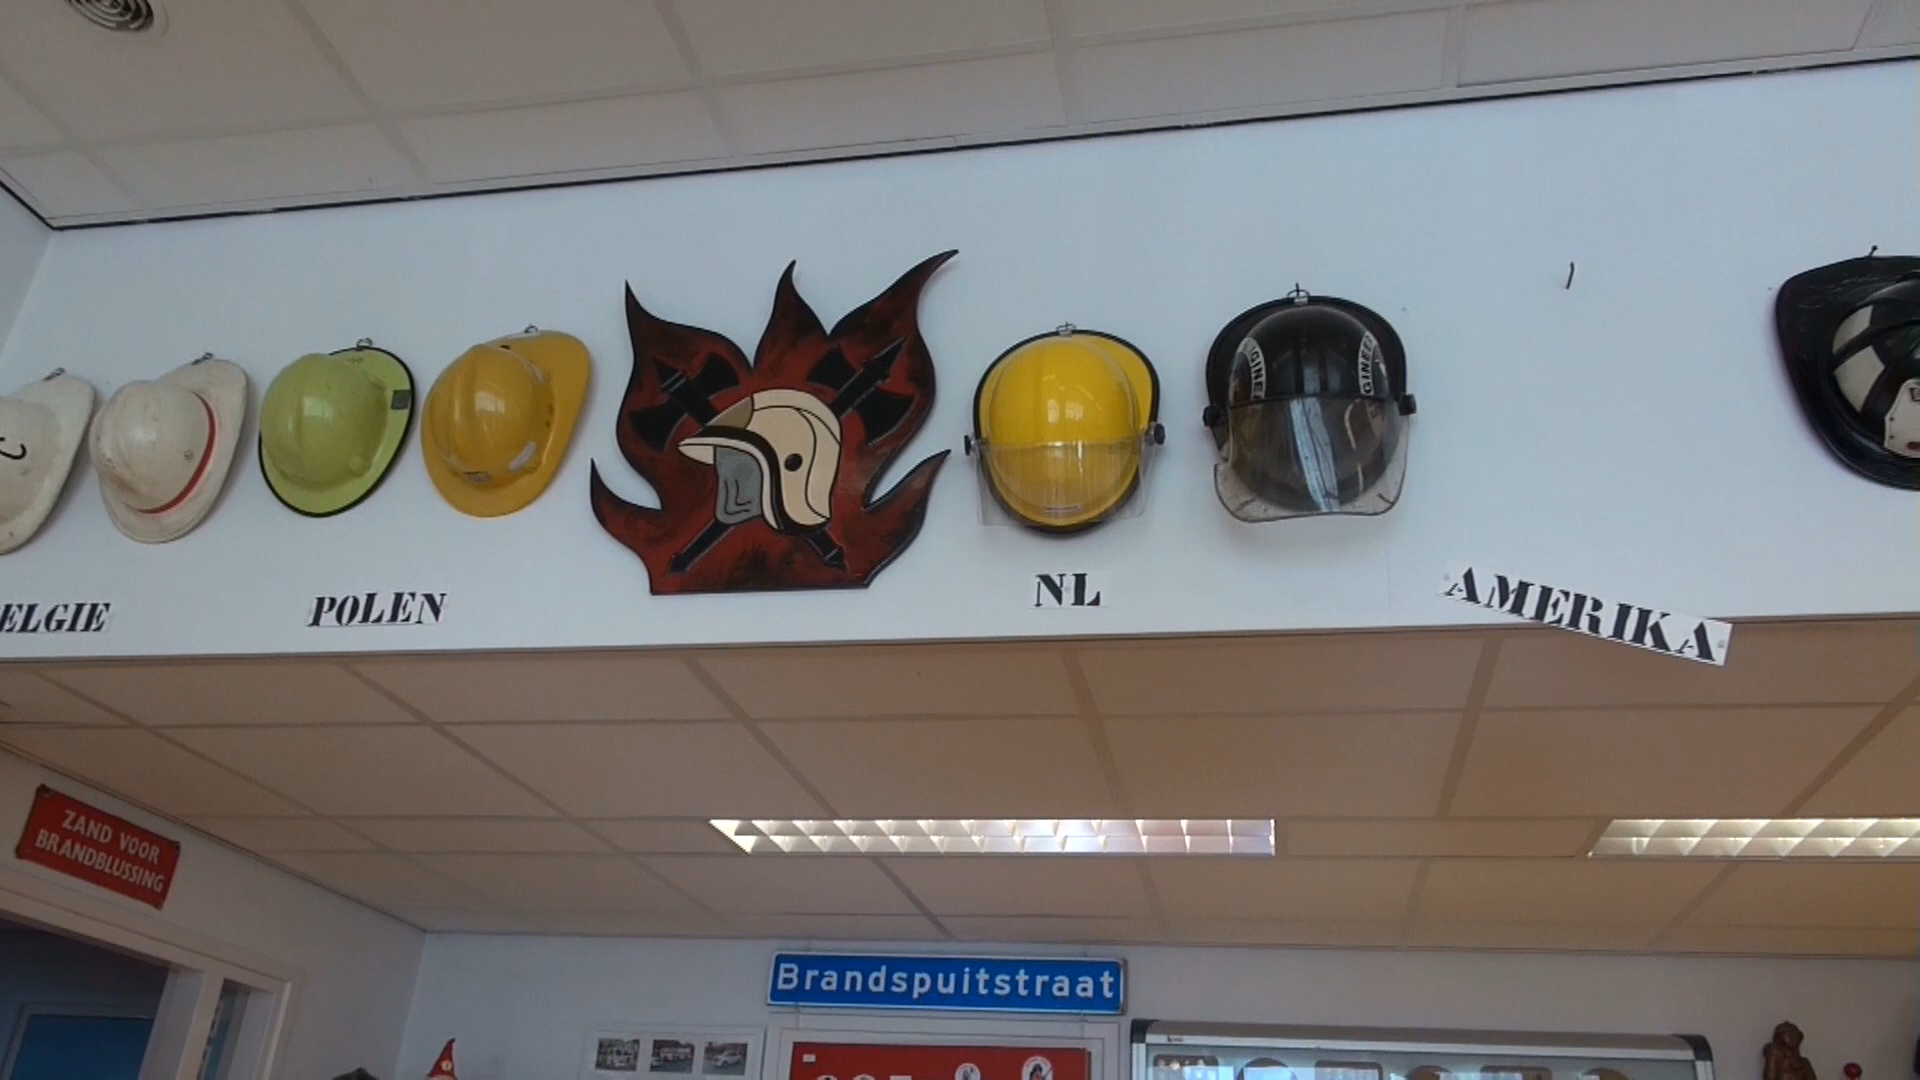 ELGIE
POLEN
NL
AMERIKA
ZAND VOOR
BRANDBLUSSING
Brandspuitstraat